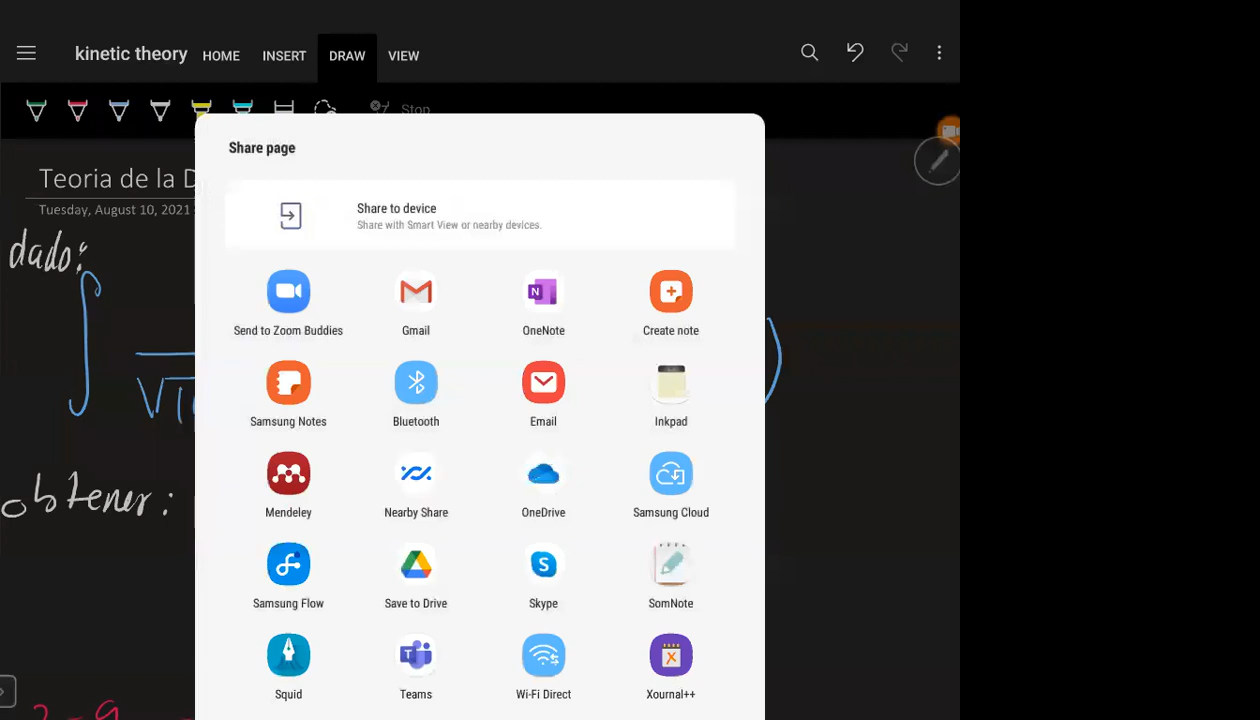 kinetic theory HOME INSERT DRAW VIEW
Stop
Share page
Teoria de la D
Tuesday, August 10, 2021
Share to device
Share with Smart View or nearby devices.
dado:
Send to Zoom Buddies Gmail OneNote Create note
Samsung Notes Bluetooth Email Inkpad
obtener:
Mendeley Nearby Share OneDrive Samsung Cloud
Samsung Flow Save to Drive Skype SomNote
Squid Teams Wi-Fi Direct Xournal++